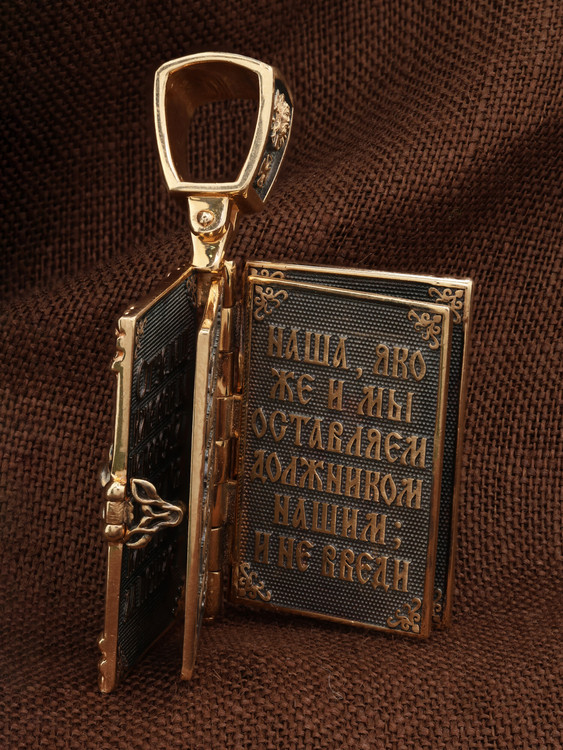 НАША, ЯКО
ЖЕ И МЫ
ОСТАВЛЯЕМ
ДОЛЖНИКОМ
НАШИМ;
И НЕ ВВЕДИ